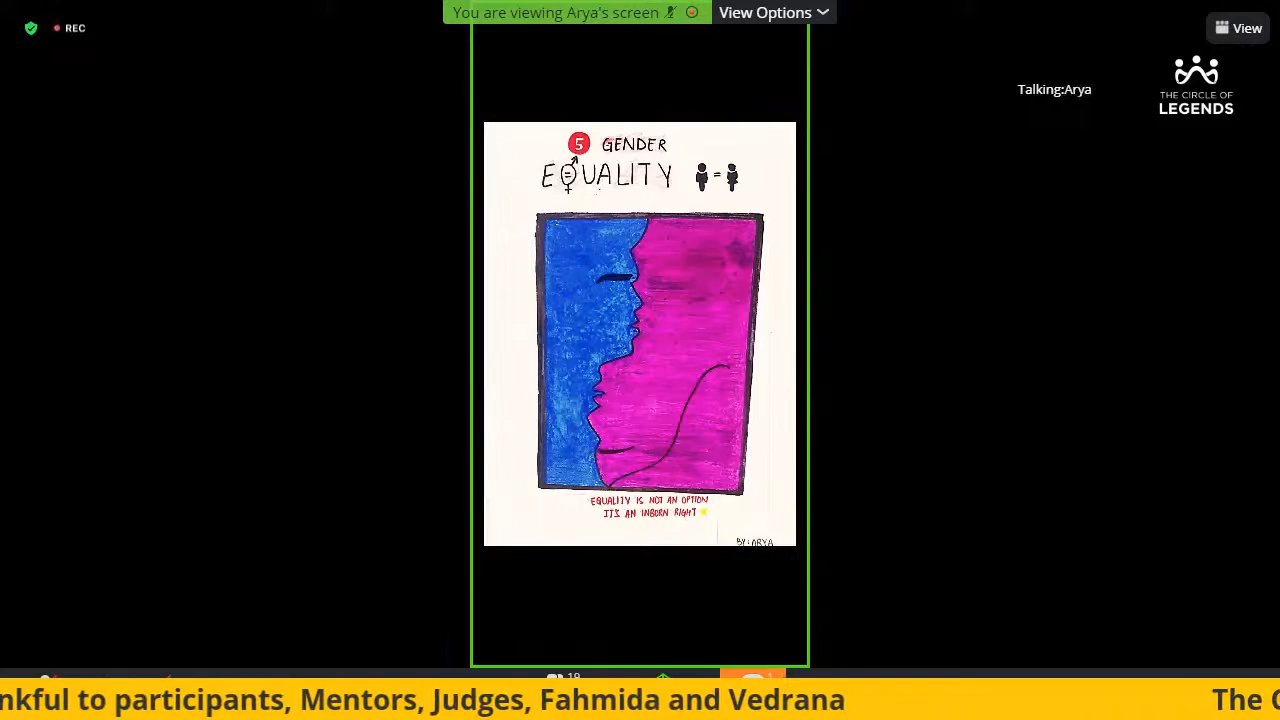 You are viewing Arya's screen
View Options
REC
View
Talking:Arya
THE CIRCLE OF
LEGENDS
5 GENDER
EQUALITY
=
EQUALITY IS NOT AN OPTION
ITS AN INBORN RIGHT
BY: ARYA
19
1
nkful to participants, Mentors, Judges, Fahmida and Vedrana
The